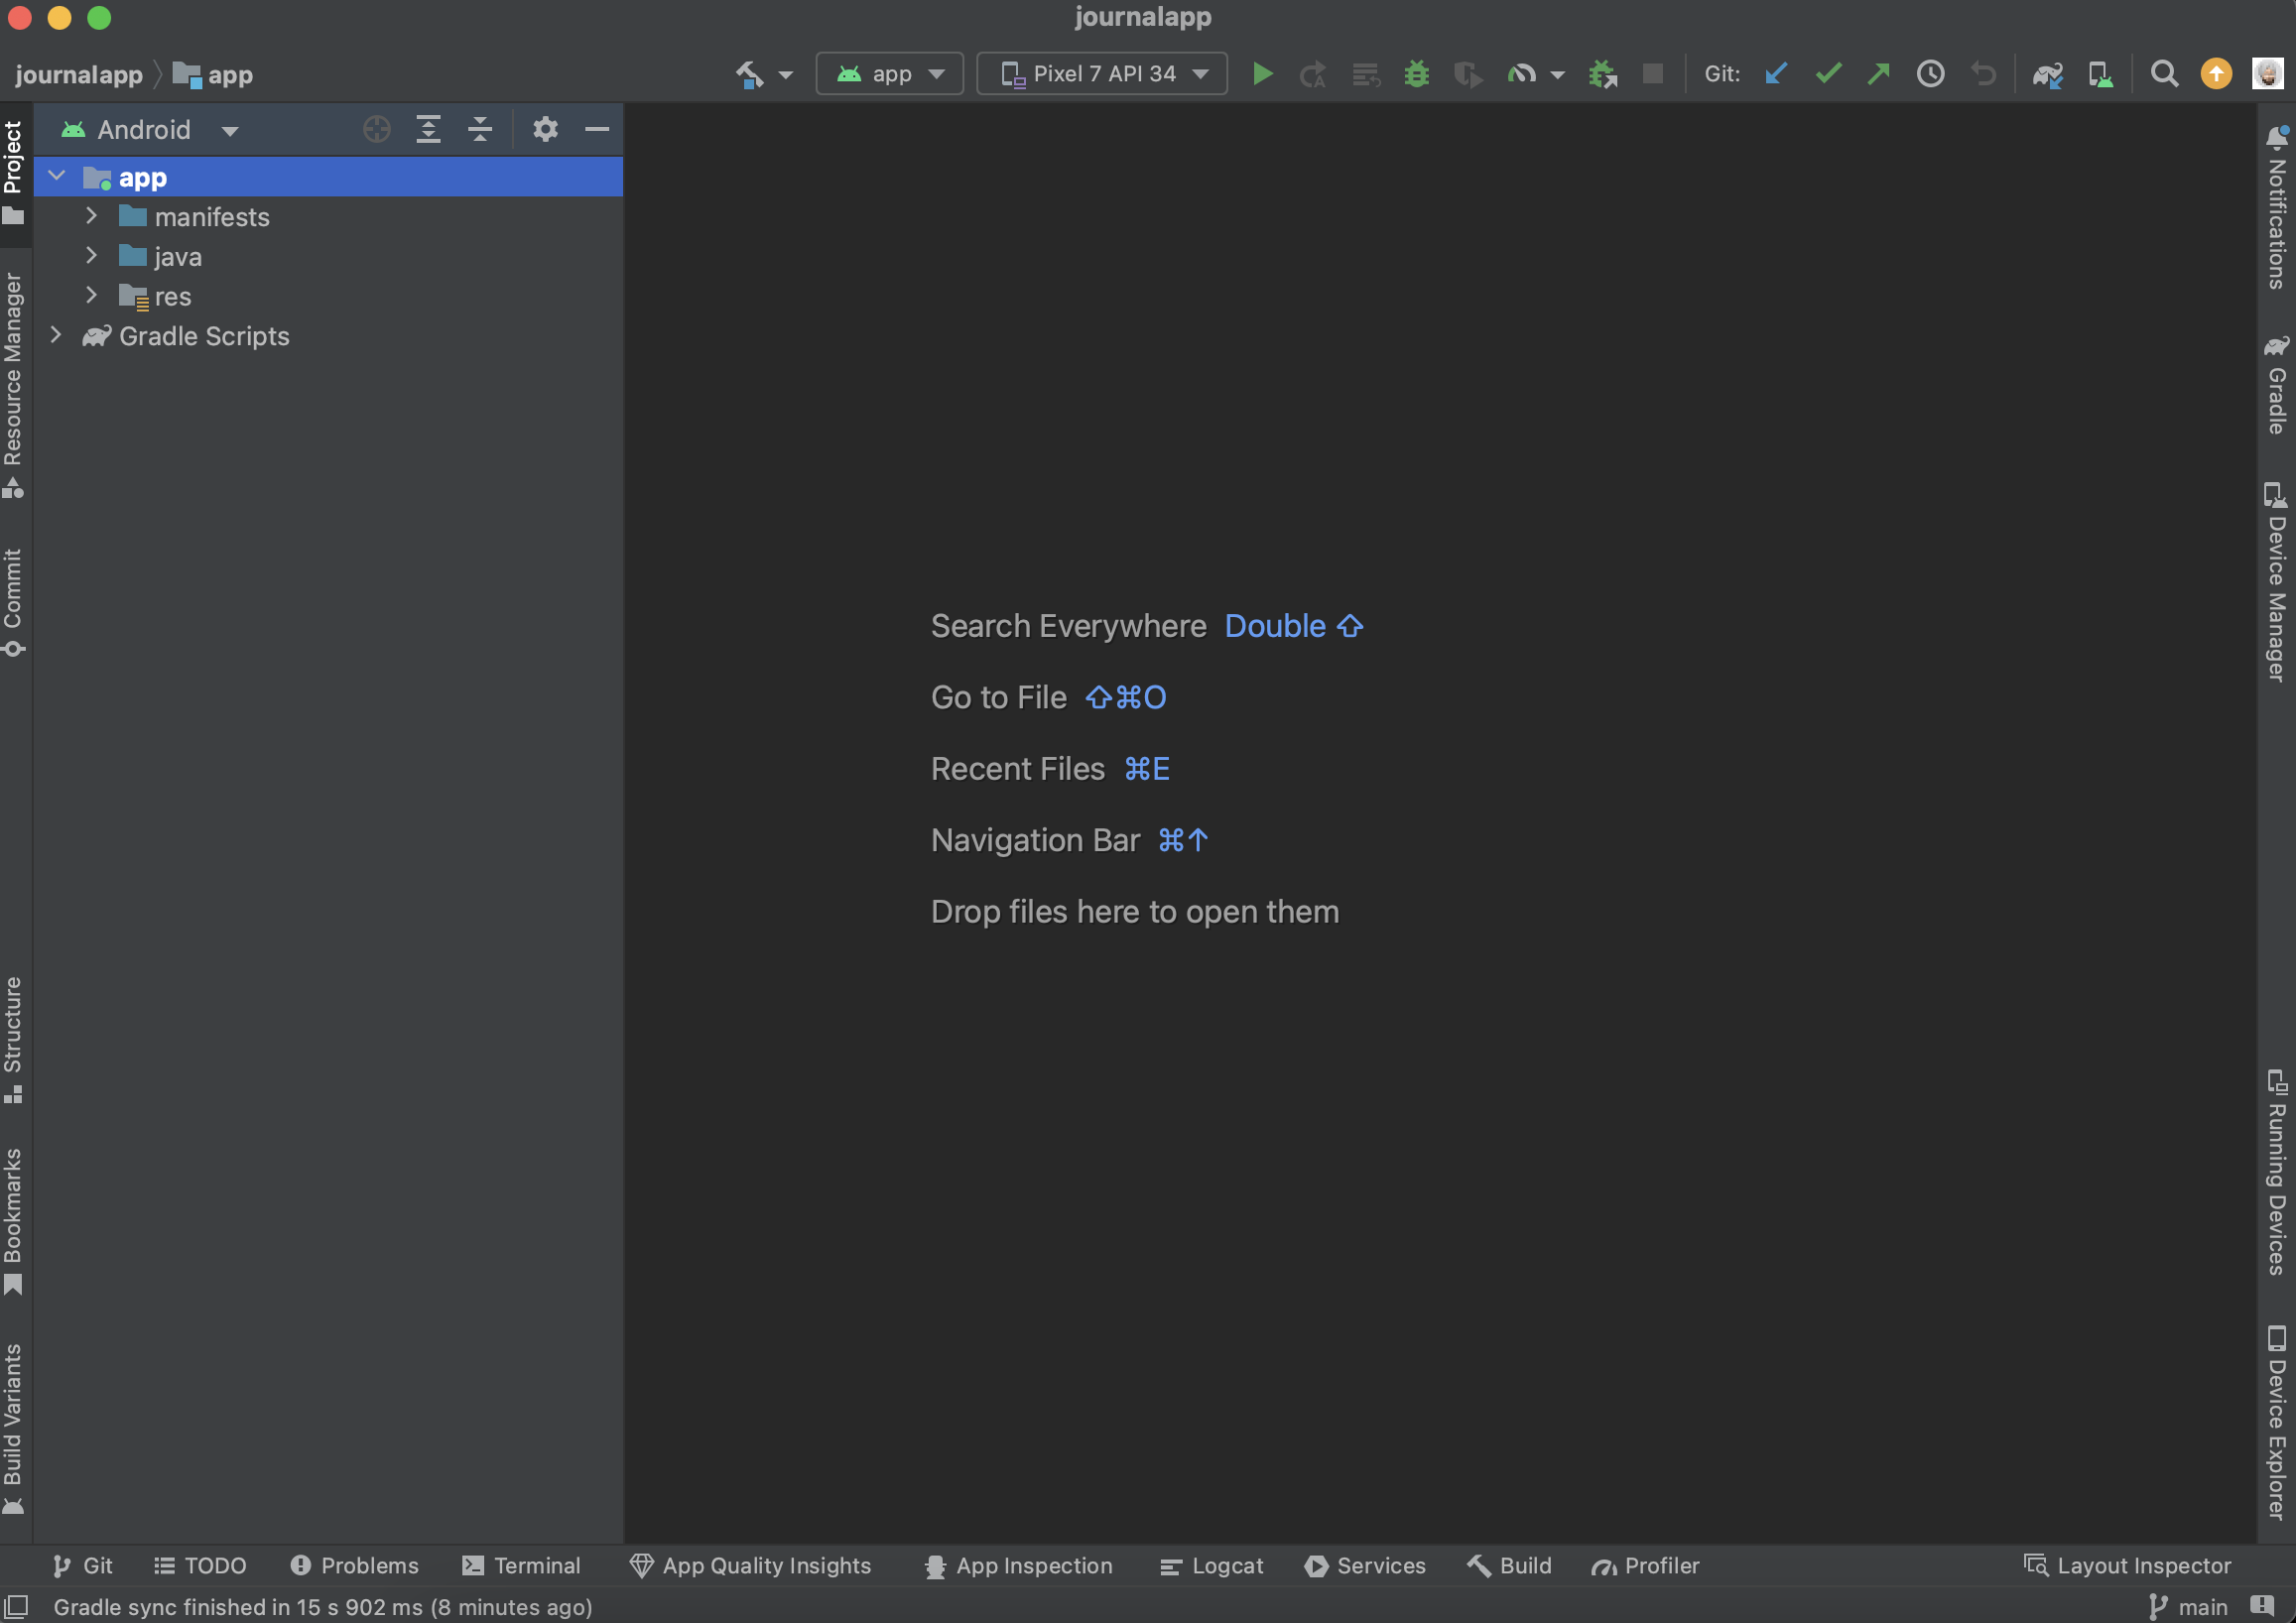 journalapp
journalapp app
app Pixel 7 API 34 Git:
Android
app
manifests
java
res
Gradle Scripts
Project
Resource Manager
Commit
Structure
Bookmarks
Build Variants
Search Everywhere Double ⇧
Go to File ⇧⌘O
Recent Files ⌘E
Navigation Bar ⌘↑
Drop files here to open them
Notifications
Gradle
Device Manager
Running Devices
Device Explorer
Git TODO Problems Terminal App Quality Insights App Inspection Logcat Services Build Profiler Layout Inspector
Gradle sync finished in 15 s 902 ms (8 minutes ago) main